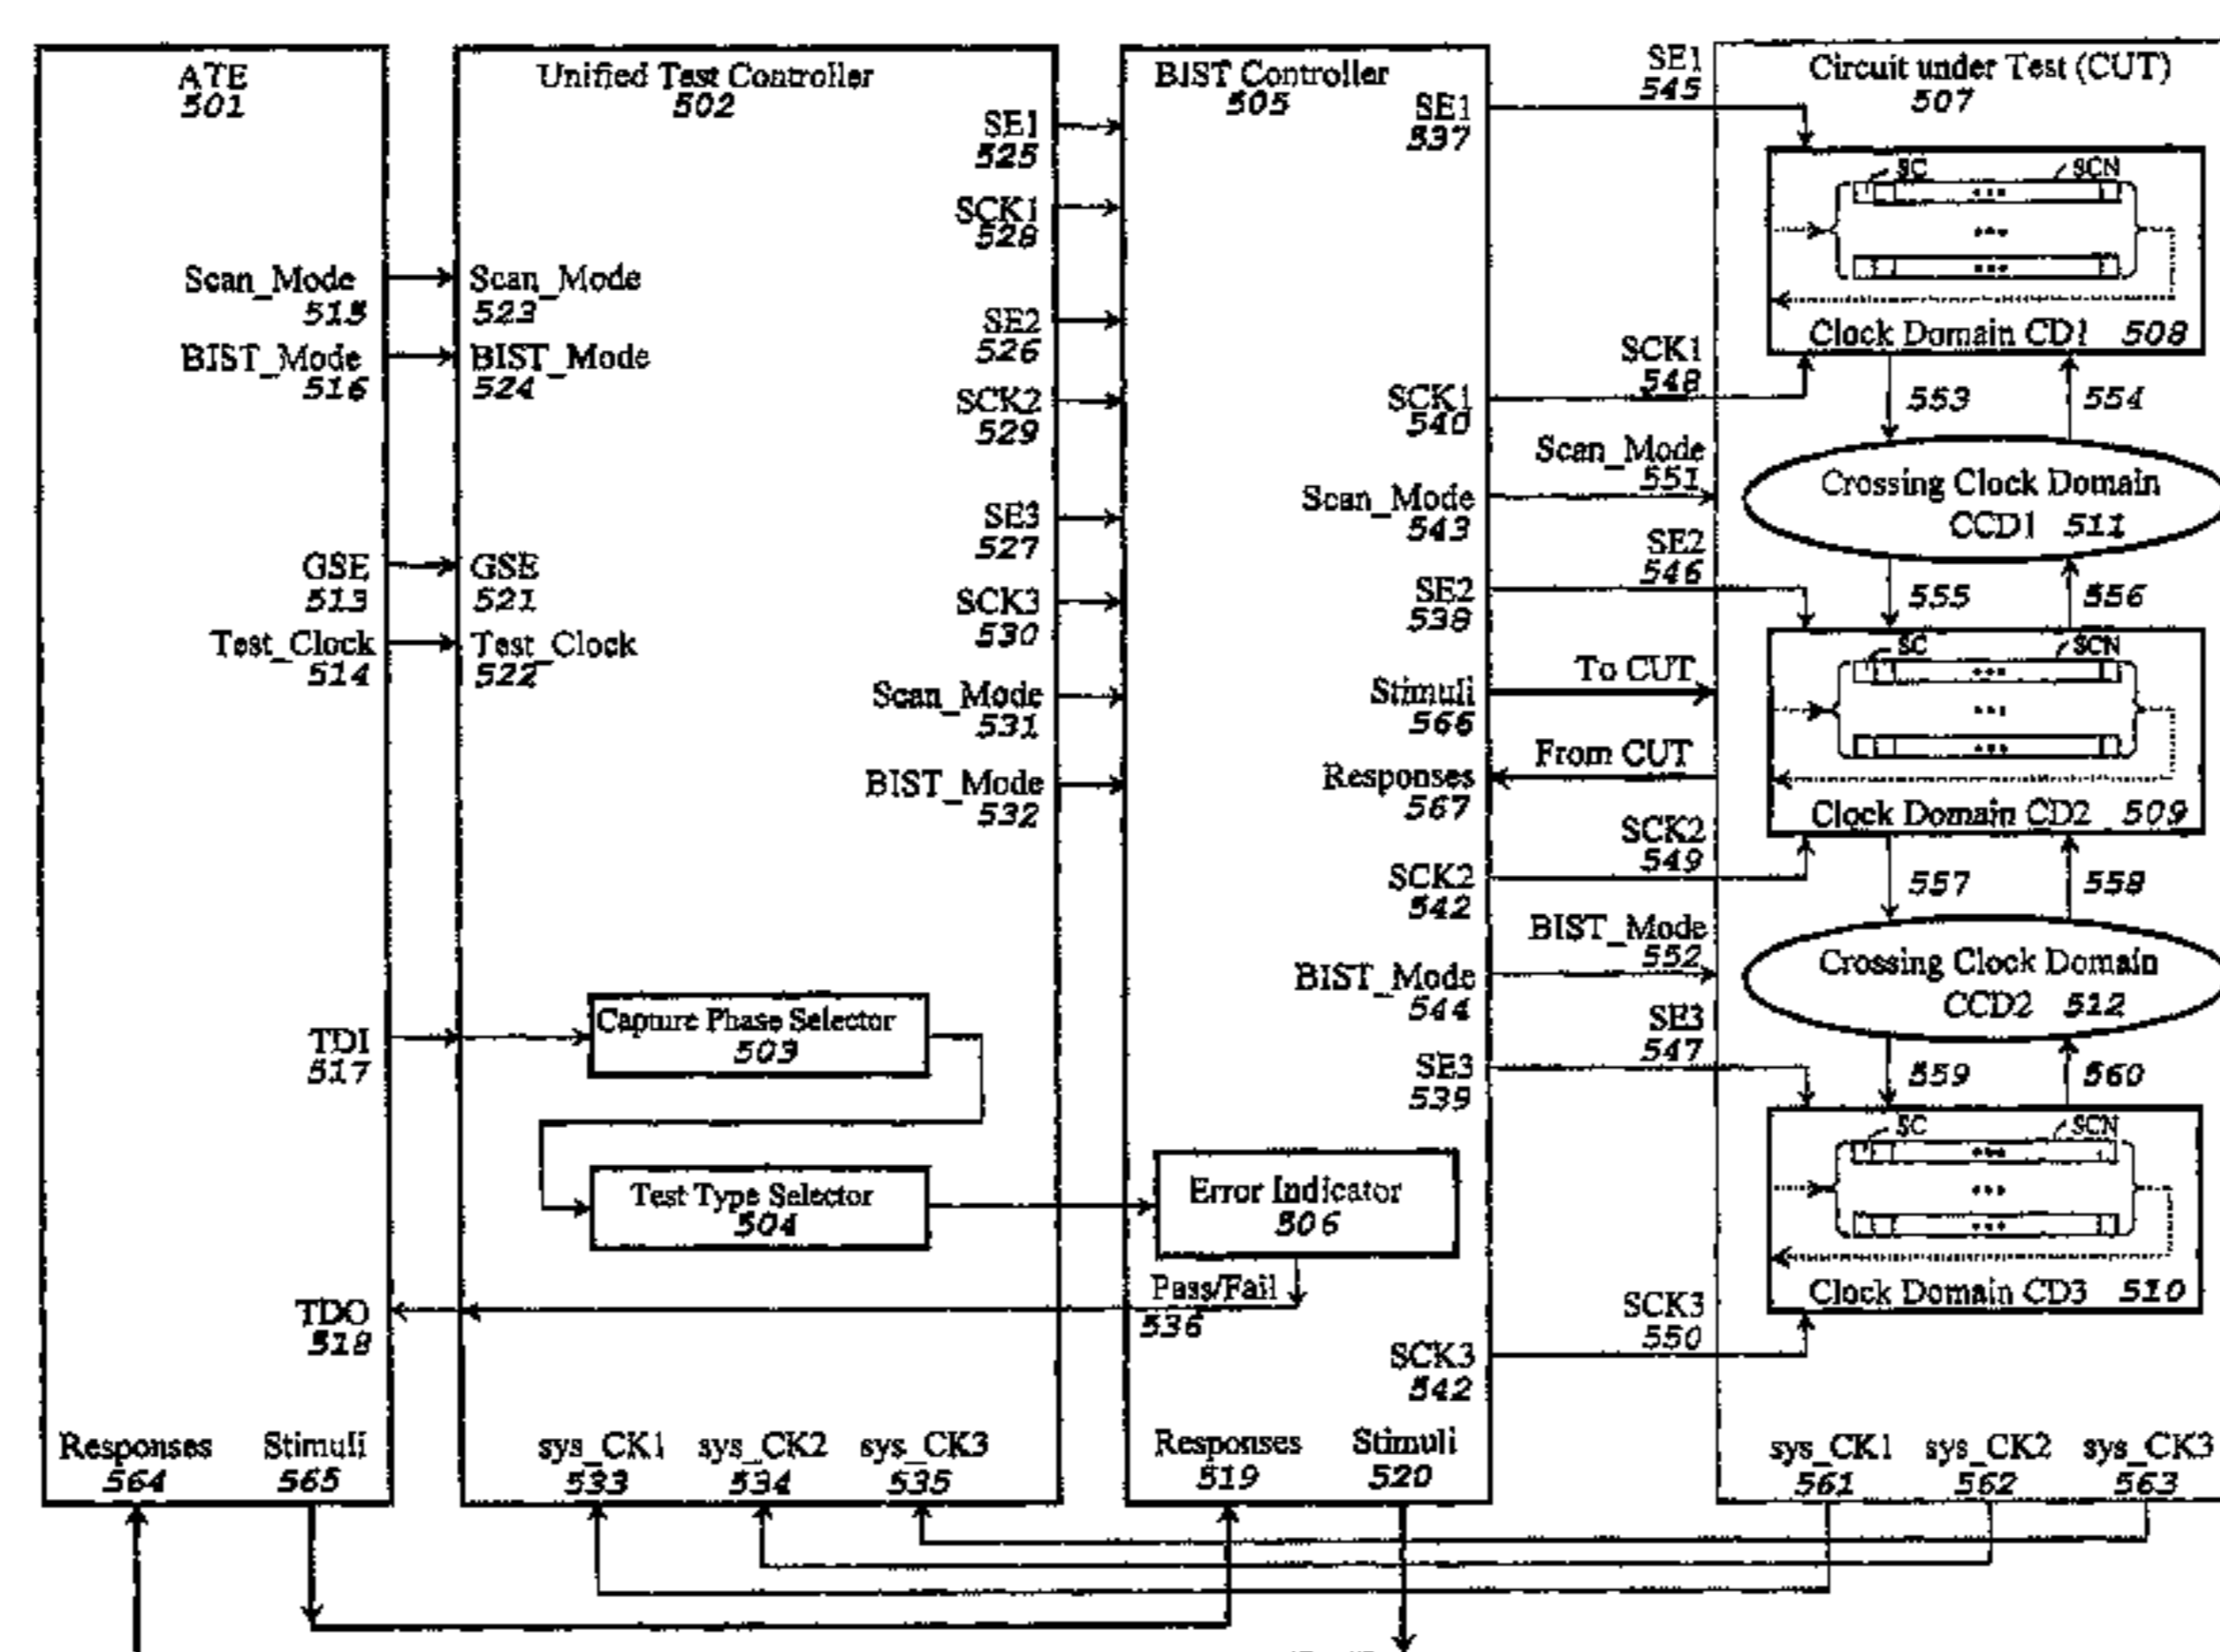 ATE
501
Scan_Mode
515
BIST_Mode
516
GSE
513
Test_Clock
514
TDI
517
TDO
518
Responses
564
Stimuli
565
Unified Test Controller
502
SE1
525
SCK1
528
Scan_Mode
523
BIST_Mode
524
SE2
526
SCK2
529
SE3
527
GSE
521
SCK3
530
Test_Clock
522
Scan_Mode
531
BIST_Mode
532
Capture Phase Selector
503
Test Type Selector
504
sys_CK1
533
sys_CK2
534
sys_CK3
535
BIST Controller
505
SE1
537
SCK1
540
Scan_Mode
543
SE2
538
Stimuli
566
Responses
567
SCK2
542
BIST_Mode
544
SE3
539
Error Indicator
506
Pass/Fail
536
SCK3
542
Responses
519
Stimuli
520
SE1
545
SCK1
548
Scan_Mode
551
SE2
546
To CUT
From CUT
SCK2
549
BIST_Mode
552
SE3
547
SCK3
550
Circuit under Test (CUT)
507
SC
SCN
Clock Domain CD1 508
553
554
Crossing Clock Domain
CCD1 511
555
556
SC
SCN
Clock Domain CD2 509
557
558
Crossing Clock Domain
CCD2 512
559
560
SC
SCN
Clock Domain CD3 510
sys_CK1
561
sys_CK2
562
sys_CK3
563